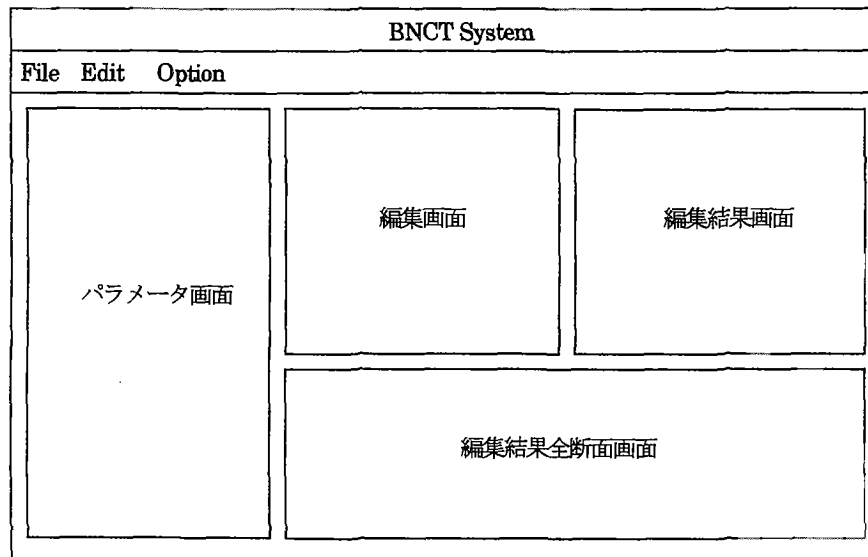 BNCT System
File Edit Option
パラメータ画面
編集画面
編集結果画面
編集結果全断面画面